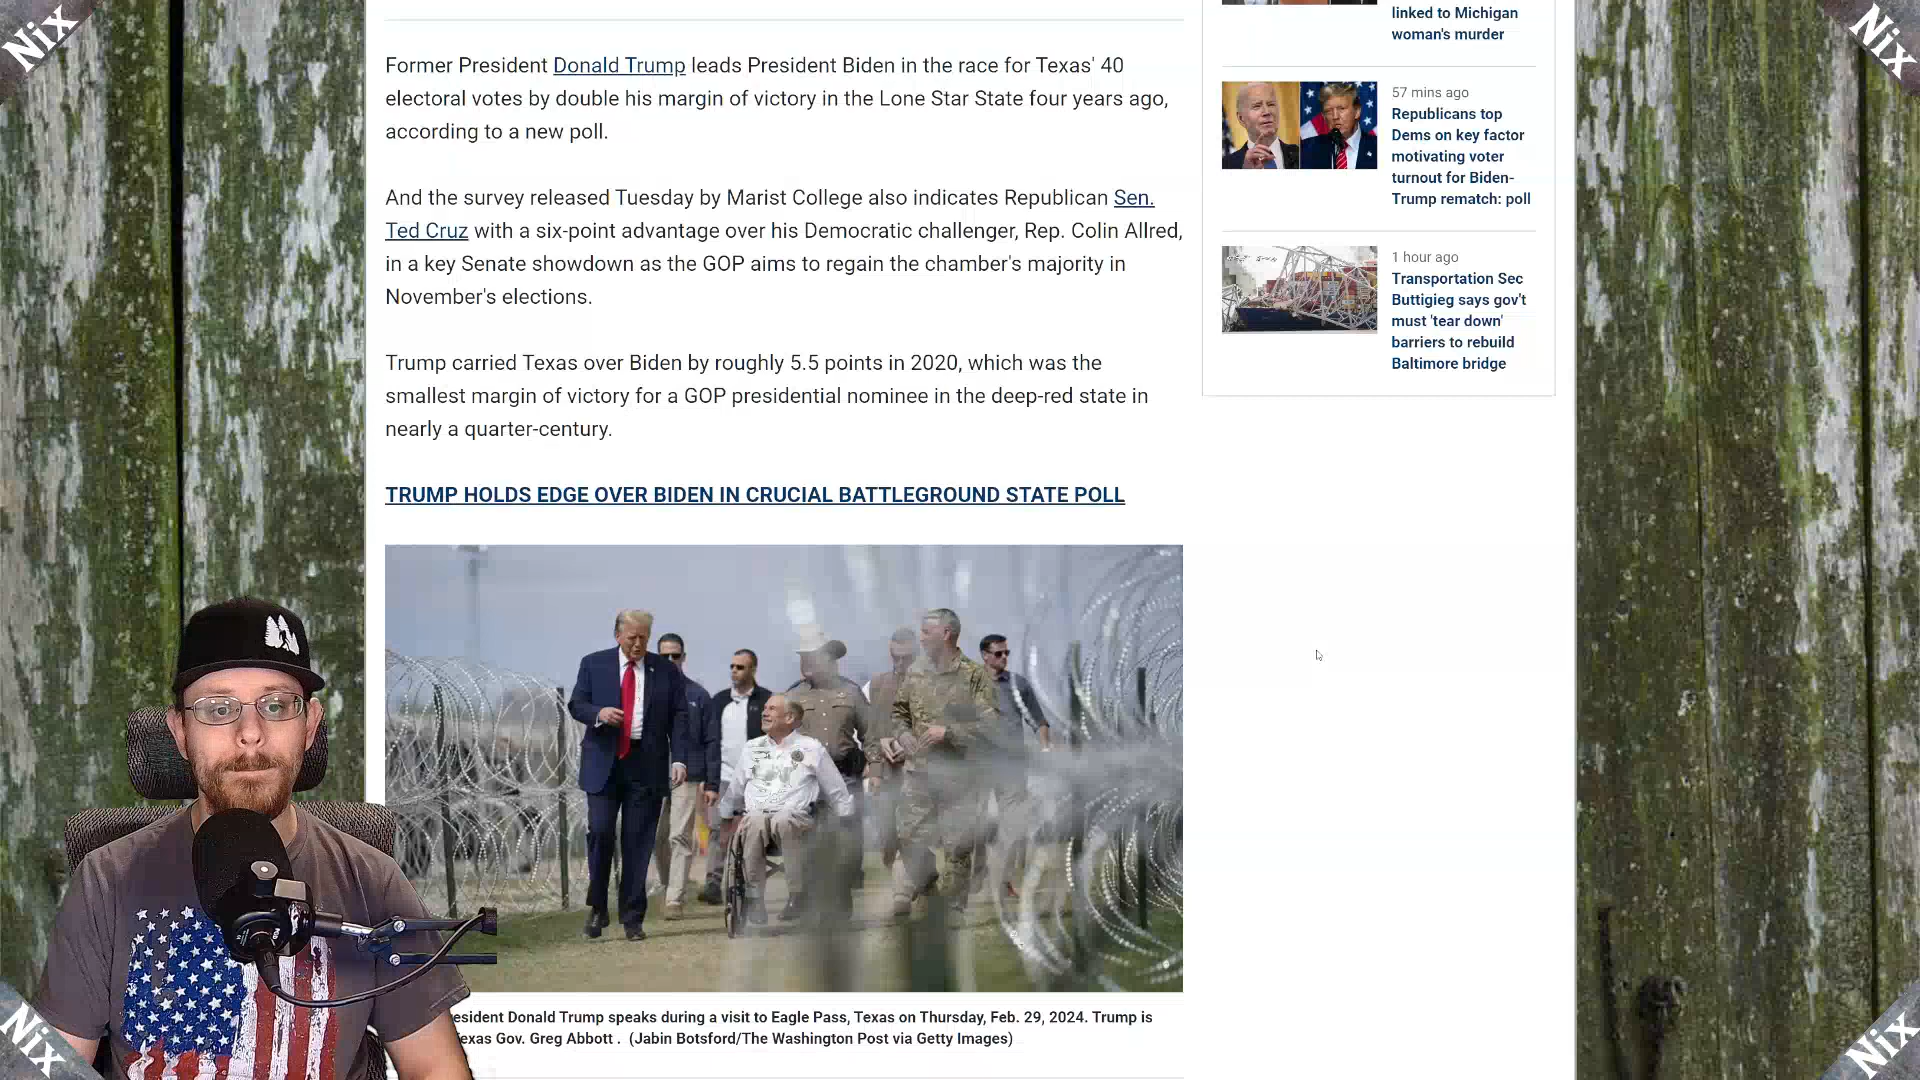 Nix
Nix
Former President Donald Trump leads President Biden in the race for Texas' 40
electoral votes by double his margin of victory in the Lone Star State four years ago,
according to a new poll.
And the survey released Tuesday by Marist College also indicates Republican Sen.
Ted Cruz with a six-point advantage over his Democratic challenger, Rep. Colin Allred,
in a key Senate showdown as the GOP aims to regain the chamber's majority in
November's elections.
Trump carried Texas over Biden by roughly 5.5 points in 2020, which was the
smallest margin of victory for a GOP presidential nominee in the deep-red state in
nearly a quarter-century.
TRUMP HOLDS EDGE OVER BIDEN IN CRUCIAL BATTLEGROUND STATE POLL
esident Donald Trump speaks during a visit to Eagle Pass, Texas on Thursday, Feb. 29, 2024. Trump is
exas Gov. Greg Abbott . (Jabin Botsford/The Washington Post via Getty Images)
linked to Michigan
woman's murder
57 mins ago
Republicans top
Dems on key factor
motivating voter
turnout for Biden-
Trump rematch: poll
1 hour ago
Transportation Sec
Buttigieg says gov't
must 'tear down'
barriers to rebuild
Baltimore bridge
Nix
Nix